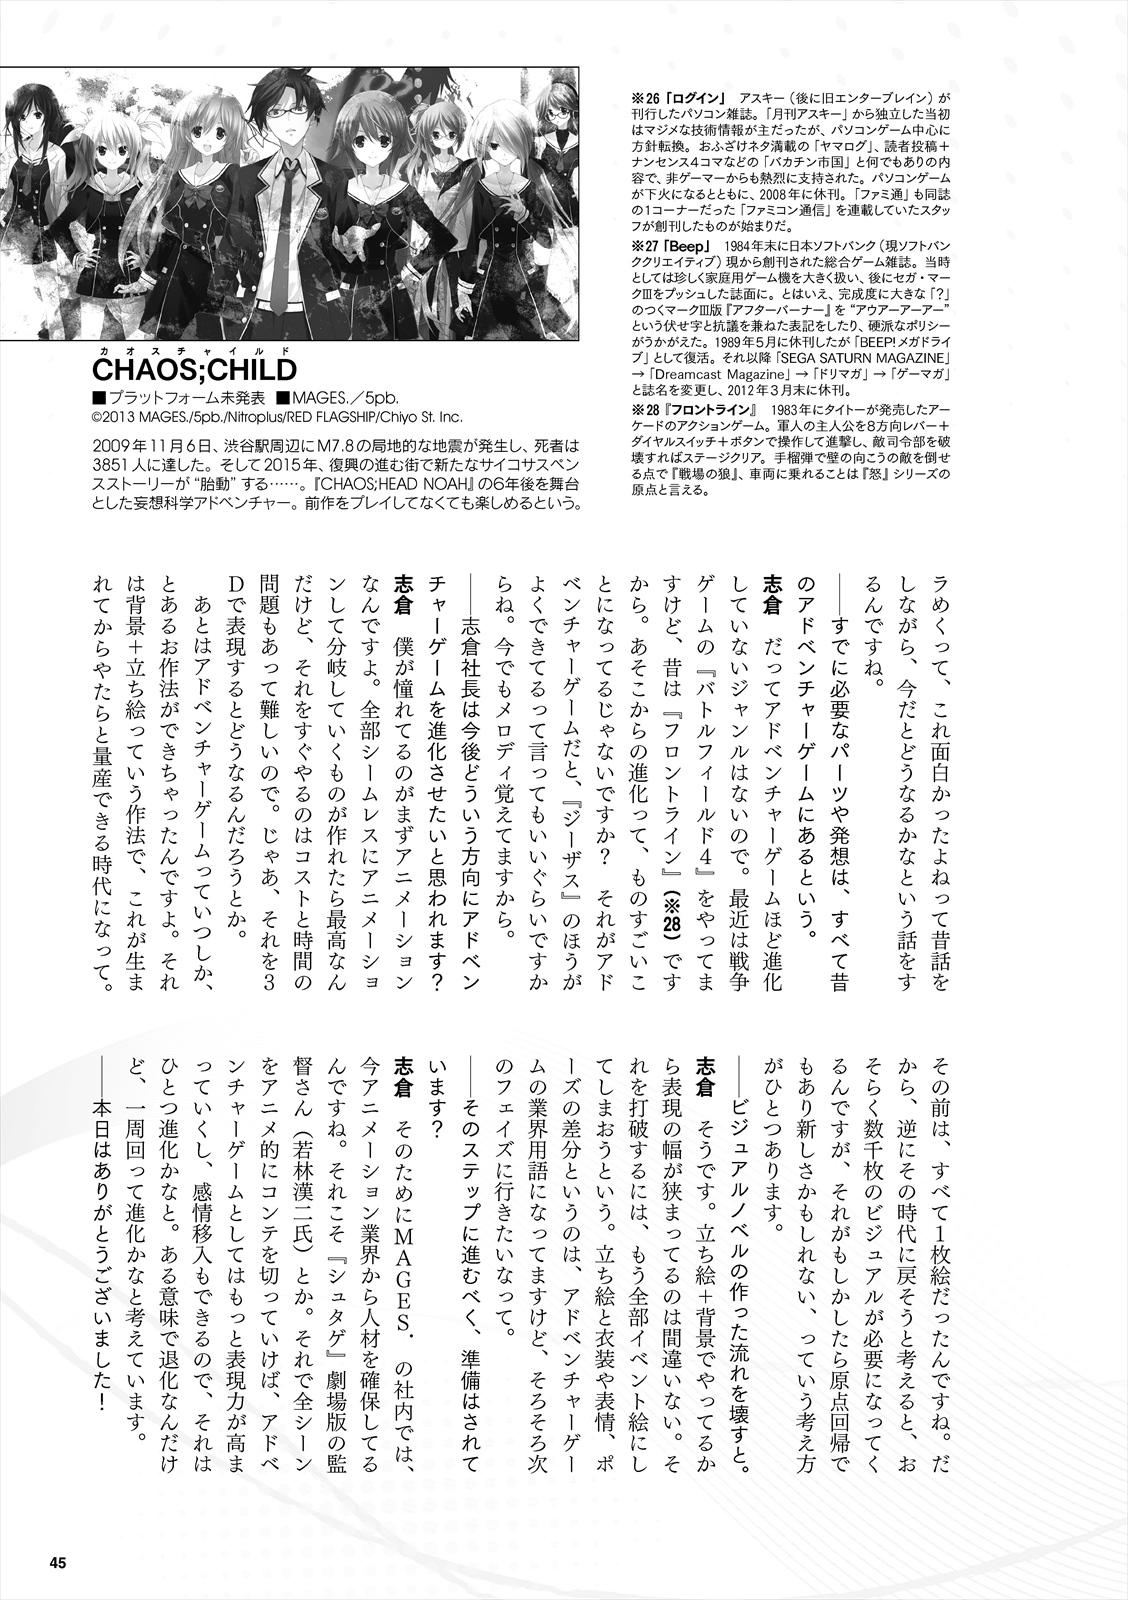 ※26「ログイン」　アスキー（後に旧エンターブレイン）が
刊行したパソコン雑誌。「月刊アスキー」から独立した当初
はマジメな技術情報が主だったが、パソコンゲーム中心に
方針転換。おふざけネタ満載の「ヤマログ」、読者投稿＋
ナンセンス4コマなどの「バカチン市国」と何でもありの内
容で、非ゲーマーからも熱烈に支持された。パソコンゲーム
が下火になるとともに、2008年に休刊。「ファミ通」も同誌
の1コーナーだった「ファミコン通信」を連載していたスタッ
フが創刊したものが始まりだ。
※27「Beep」　1984年末に日本ソフトバンク（現ソフトバン
ククリエイティブ）現から創刊された総合ゲーム雑誌。当時
としては珍しく家庭用ゲーム機を大きく扱い、後にセガ・マー
クⅢをプッシュした誌面に。とはいえ、完成度に大きな「？」
のつくマークⅢ版『アフターバーナー』を“アウアーアーアー”
という伏せ字と抗議を兼ねた表記をしたり、硬派なポリシー
がうかがえた。1989年5月に休刊したが「BEEP!メガドライ
ブ」として復活。それ以降「SEGA SATURN MAGAZINE」
→「Dreamcast Magazine」→「ドリマガ」→「ゲーマガ」
と誌名を変更し、2012年3月末に休刊。
※28『フロントライン』　1983年にタイトーが発売したアー
ケードのアクションゲーム。軍人の主人公を8方向レバー＋
ダイヤルスイッチ＋ボタンで操作して進撃し、敵司令部を破
壊すればステージクリア。手榴弾で壁の向こうの敵を倒せ
る点で『戦場の狼』、車両に乗れることは『怒』シリーズの
原点と言える。
カオスチャイルド
CHAOS;CHILD
■プラットフォーム未発表　■MAGES.／5pb.
©2013 MAGES./5pb./Nitroplus/RED FLAGSHIP/Chiyo St. Inc.
2009年11月6日、渋谷駅周辺にM7.8の局地的な地震が発生し、死者は
3851人に達した。そして2015年、復興の進む街で新たなサイコサスペン
スストーリーが“胎動”する……。『CHAOS;HEAD NOAH』の6年後を舞台
とした妄想科学アドベンチャー。前作をプレイしてなくても楽しめるという。
ラめくって、これ面白かったよねって昔話を
しながら、今だとどうなるかなという話をす
るんですね。
――すでに必要なパーツや発想は、すべて昔
のアドベンチャーゲームにあるという。
志倉　だってアドベンチャーゲームほど進化
していないジャンルはないので。最近は戦争
ゲームの『バトルフィールド4』をやってま
すけど、昔は『フロントライン』（※28）です
から。あそこからの進化って、ものすごいこ
とになってるじゃないですか？　それがアド
ベンチャーゲームだと、『ジーザス』のほうが
よくできてるって言ってもいいぐらいですか
らね。今でもメロディ覚えてますから。
――志倉社長は今後どういう方向にアドベン
チャーゲームを進化させたいと思われます？
志倉　僕が憧れてるのがまずアニメーション
なんですよ。全部シームレスにアニメーショ
ンして分岐していくものが作れたら最高なん
だけど、それをすぐやるのはコストと時間の
問題もあって難しいので。じゃあ、それを3
Dで表現するとどうなるんだろうとか。
　あとはアドベンチャーゲームっていつしか、
とあるお作法ができちゃったんですよ。それ
は背景＋立ち絵っていう作法で、これが生ま
れてからやたらと量産できる時代になって。
その前は、すべて1枚絵だったんですね。だ
から、逆にその時代に戻そうと考えると、お
そらく数千枚のビジュアルが必要になってく
るんですが、それがもしかしたら原点回帰で
もあり新しさかもしれない、っていう考え方
がひとつあります。
――ビジュアルノベルの作った流れを壊すと。
志倉　そうです。立ち絵＋背景でやってるか
ら表現の幅が狭まってるのは間違いない。そ
れを打破するには、もう全部イベント絵にし
てしまおうという。立ち絵と衣装や表情、ポ
ーズの差分というのは、アドベンチャーゲー
ムの業界用語になってますけど、そろそろ次
のフェイズに行きたいなって。
――そのステップに進むべく、準備はされて
います？
志倉　そのためにMAGES.の社内では、
今アニメーション業界から人材を確保してる
んですね。それこそ『シュタゲ』劇場版の監
督さん（若林漢二氏）とか。それで全シーン
をアニメ的にコンテを切っていけば、アドベ
ンチャーゲームとしてはもっと表現力が高ま
っていくし、感情移入もできるので、それは
ひとつ進化かなと。ある意味で退化なんだけ
ど、一周回って進化かなと考えています。
――本日はありがとうございました！
45